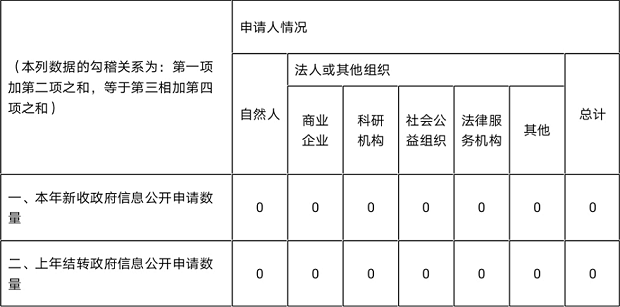 申请人情况
（本列数据的勾稽关系为：第一项
加第二项之和，等于第三相加第四
项之和）
法人或其他组织
自然人
总计
商业
企业
科研
机构
社会公
益组织
法律服
务机构
其他
一、本年新收政府信息公开申请数
量
0 0 0 0 0 0 0
二、上年结转政府信息公开申请数
量
0 0 0 0 0 0 0